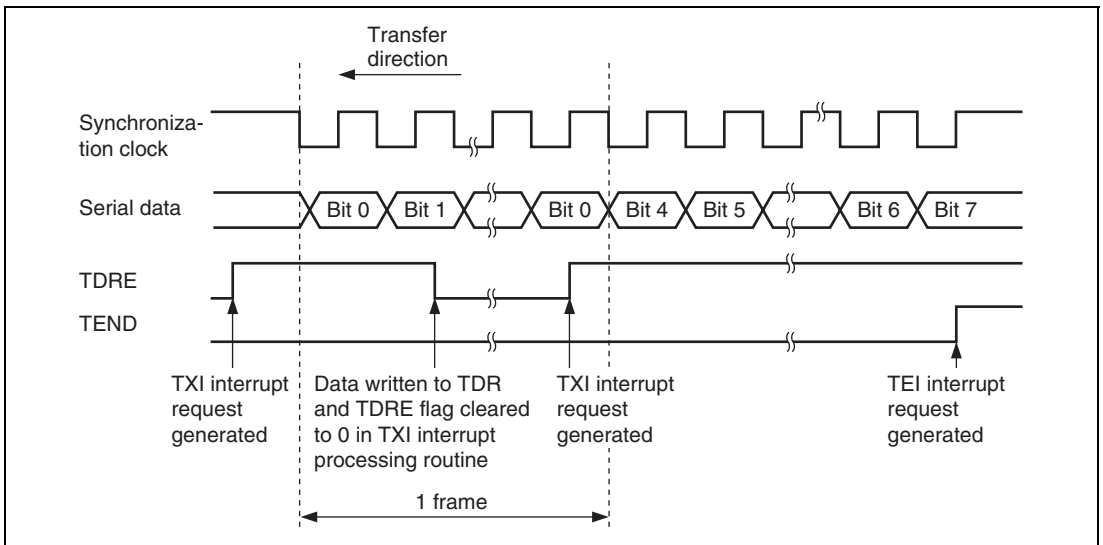 Transfer
direction
Synchroniza-
tion clock
Serial data
Bit 0
Bit 1
Bit 0
Bit 4
Bit 5
Bit 6
Bit 7
TDRE
TEND
TXI interrupt
request
generated
Data written to TDR
and TDRE flag cleared
to 0 in TXI interrupt
processing routine
TXI interrupt
request
generated
TEI interrupt
request
generated
1 frame